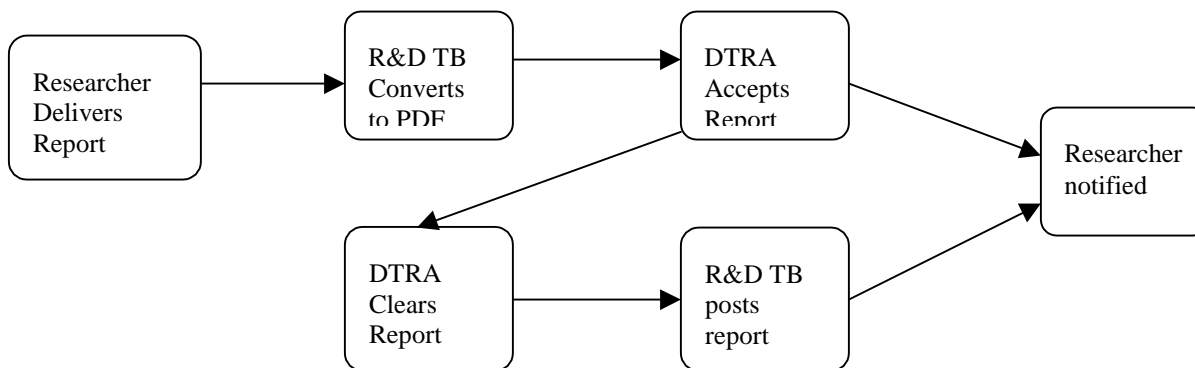 Researcher
Delivers
Report
R&D TB
Converts
to PDF
DTRA
Accepts
Report
Researcher
notified
DTRA
Clears
Report
R&D TB
posts
report